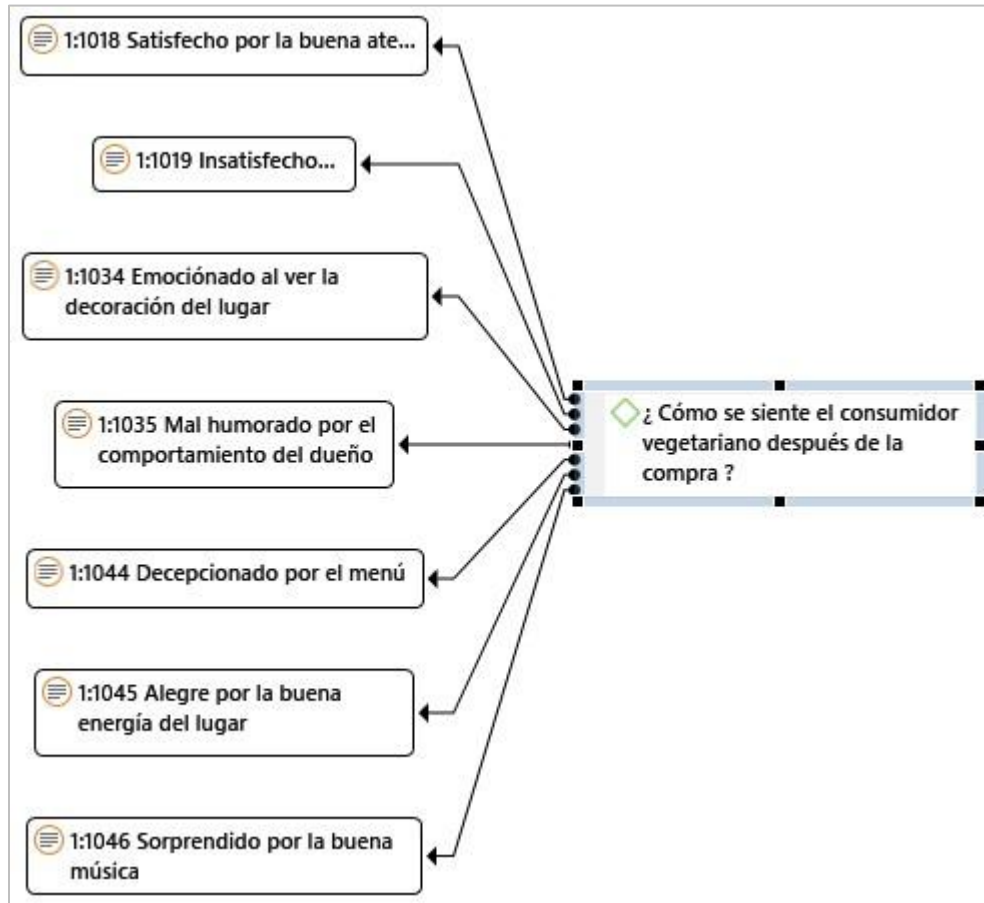 1:1018 Satisfecho por la buena ate...
1:1019 Insatisfecho...
1:1034 Emociónado al ver la
decoración del lugar
1:1035 Mal humorado por el
comportamiento del dueño
1:1044 Decepcionado por el menú
1:1045 Alegre por la buena
energía del lugar
1:1046 Sorprendido por la buena
música
¿ Cómo se siente el consumidor
vegetariano después de la
compra ?